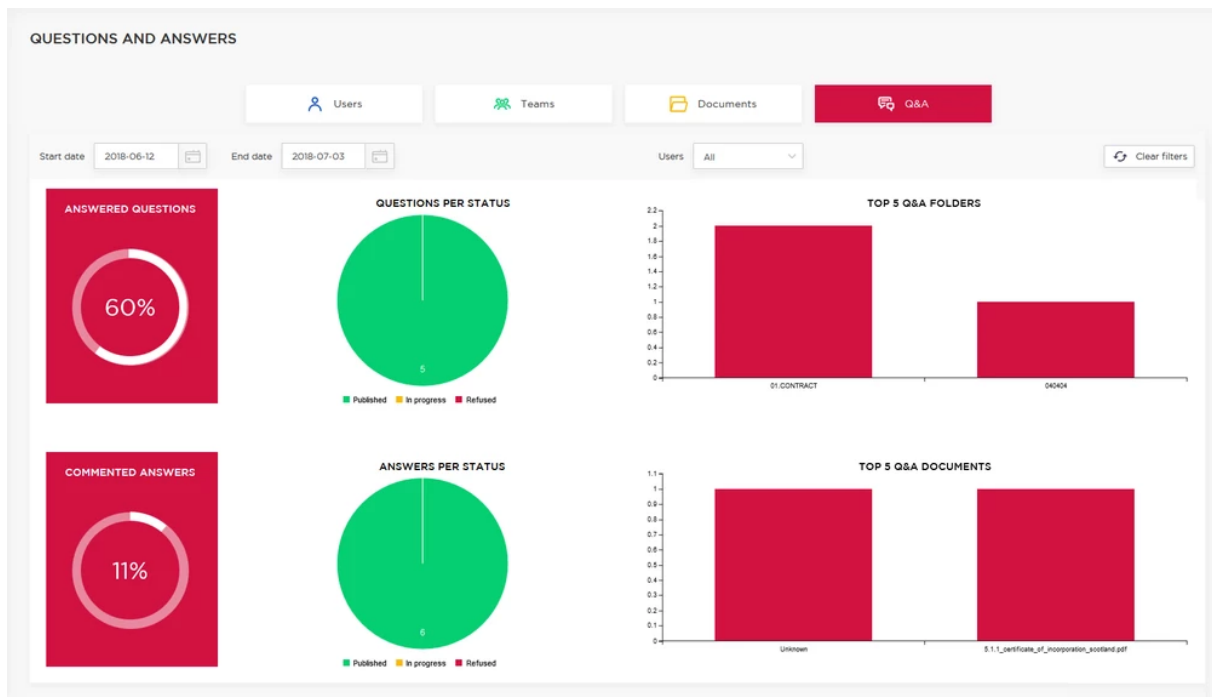 QUESTIONS AND ANSWERS
Users
Teams
Documents
Q&A
Start date 2018-06-12
End date 2018-07-03
Users All
Clear filters
ANSWERED QUESTIONS
60%
QUESTIONS PER STATUS
5
Published In progress Refused
TOP 5 Q&A FOLDERS
2.2
2
1.8
1.6
1.4
1.2
1
0.8
0.6
0.4
0.2
0
01.CONTRACT
040404
COMMENTED ANSWERS
11%
ANSWERS PER STATUS
6
Published In progress Refused
TOP 5 Q&A DOCUMENTS
1.1
1
0.9
0.8
0.7
0.6
0.5
0.4
0.3
0.2
0.1
0
Unknown
5.1.1_certificate_of_incorporation_scotland.pdf